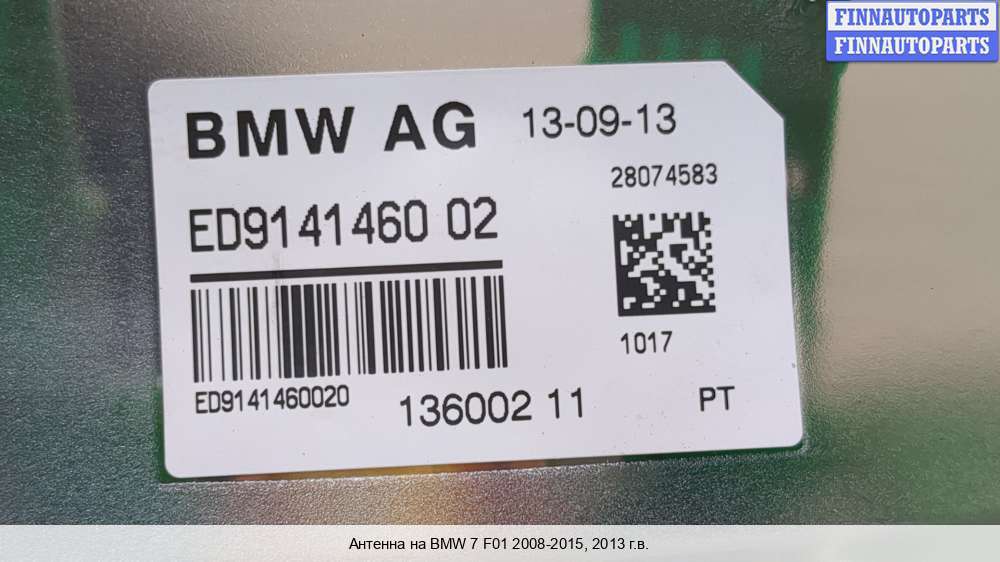 FINNAUTOPARTS
FINNAUTOPARTS
BMW AG 13-09-13
28074583
ED9141460 02
1017
ED9141460020
136002 11 PT
Антенна на BMW 7 F01 2008-2015, 2013 г.в.